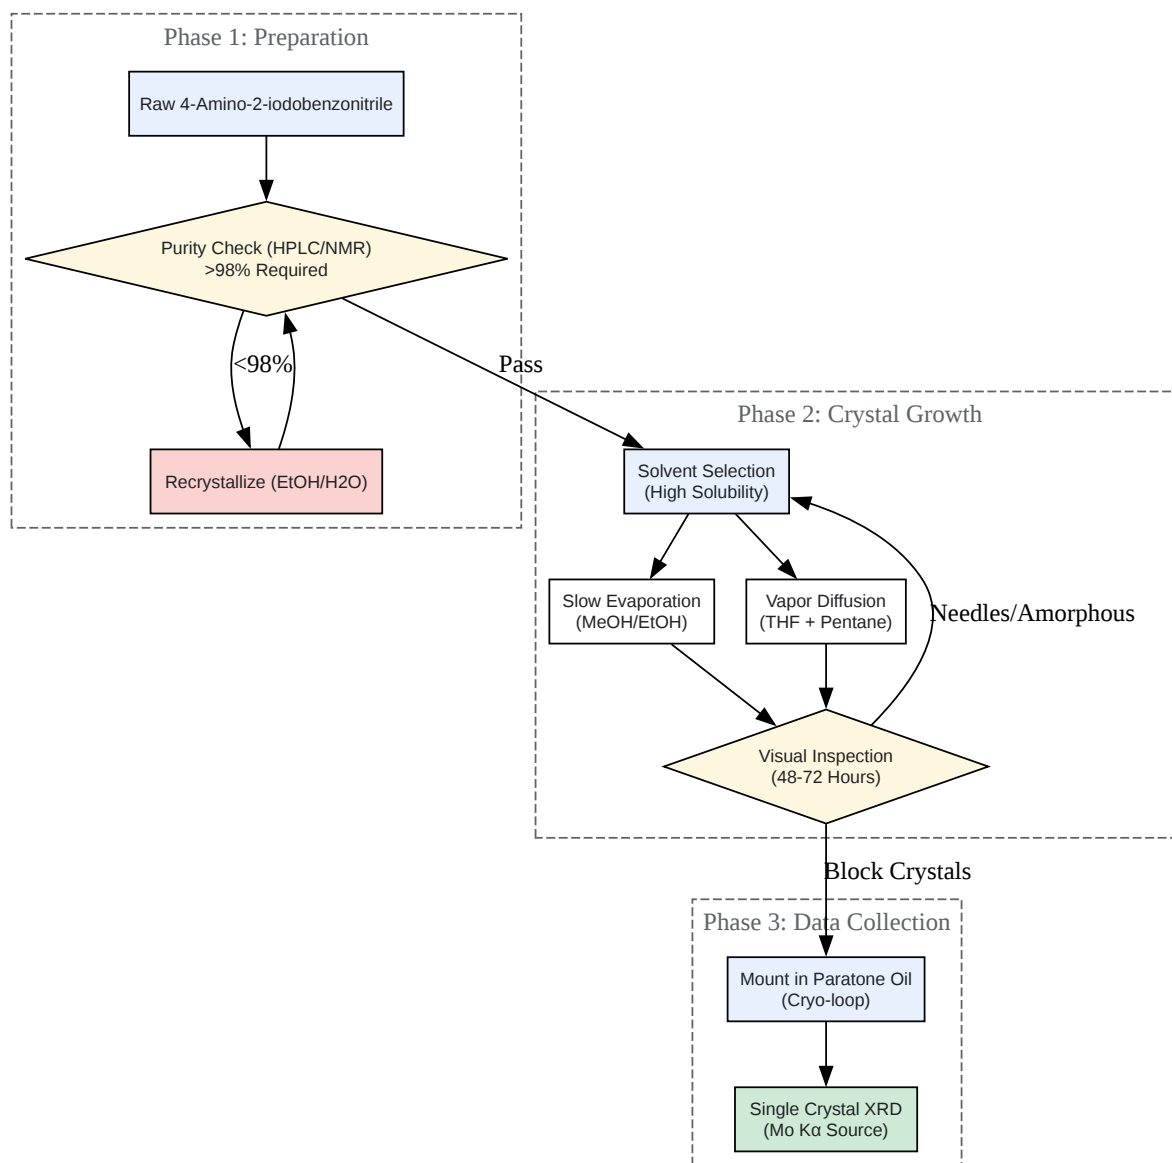 Phase 1: Preparation
Raw 4-Amino-2-iodobenzonitrile
Purity Check (HPLC/NMR)
>98% Required
<98%
Pass
Recrystallize (EtOH/H2O)
Phase 2: Crystal Growth
Solvent Selection
(High Solubility)
Slow Evaporation
(MeOH/EtOH)
Vapor Diffusion
(THF + Pentane)
Needles/Amorphous
Visual Inspection
(48-72 Hours)
Block Crystals
Phase 3: Data Collection
Mount in Paratone Oil
(Cryo-loop)
Single Crystal XRD
(Mo Kα Source)